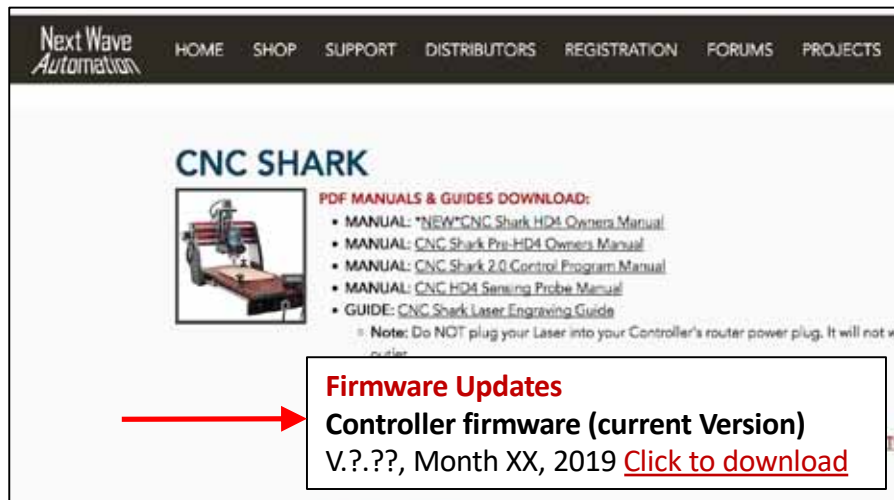 Next Wave
Automation
HOME SHOP SUPPORT DISTRIBUTORS REGISTRATION FORUMS PROJECTS
CNC SHARK
PDF MANUALS & GUIDES DOWNLOAD:
• MANUAL: *NEW*CNC Shark HD4 Owners Manual
• MANUAL: CNC Shark Pre-HD4 Owners Manual
• MANUAL: CNC Shark 2.0 Control Program Manual
• MANUAL: CNC HD4 Sensing Probe Manual
• GUIDE: CNC Shark Laser Engraving Guide
Note: Do NOT plug your Laser into your Controller's router power plug. It will not
Firmware Updates
Controller firmware (current Version)
V.?.??, Month XX, 2019 Click to download